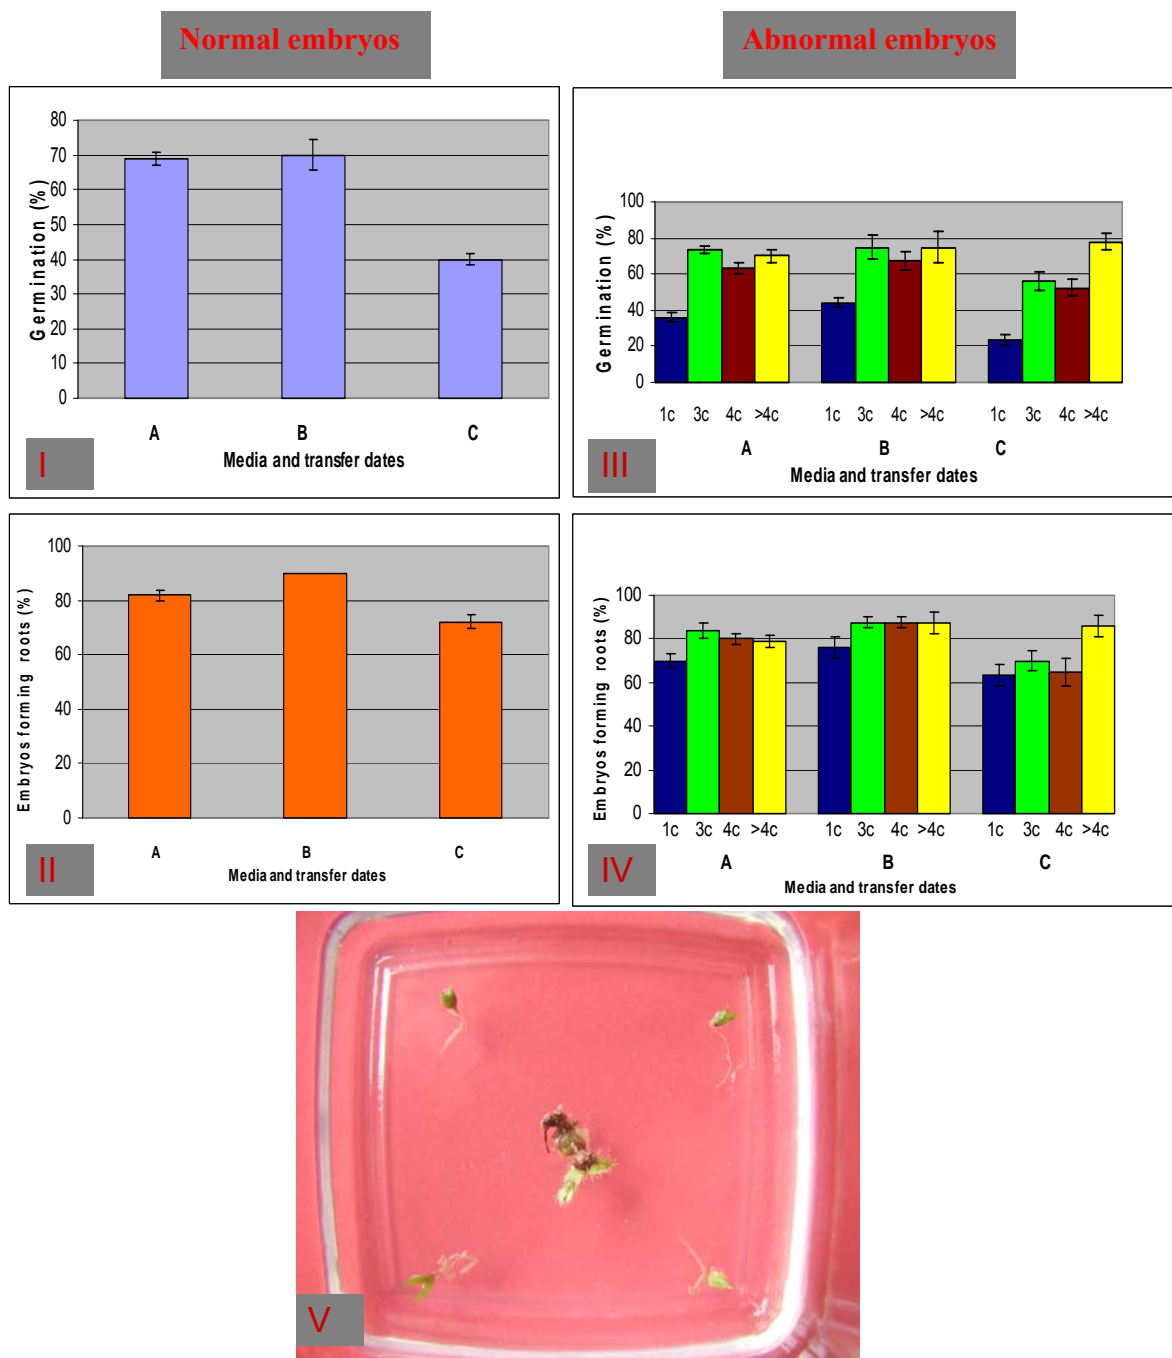 Normal embryos
Abnormal embryos
80
70
60
50
40
30
20
10
0
Germination (%)
A B C
Media and transfer dates
I
100
80
60
40
20
0
Germination (%)
1c 3c 4c >4c 1c 3c 4c >4c 1c 3c 4c >4c
A B C
Media and transfer dates
III
100
80
60
40
20
0
Embryos forming roots (%)
A B C
Media and transfer dates
II
100
80
60
40
20
0
Embryos forming roots (%)
1c 3c 4c >4c 1c 3c 4c >4c 1c 3c 4c >4c
A B C
Media and transfer dates
IV
V